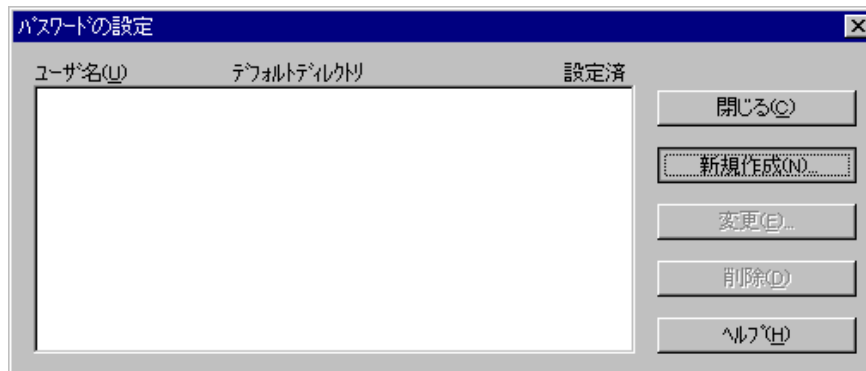 パスワードの設定
ユーザ名(U) デフォルトディレクトリ 設定済
閉じる(C)
新規作成(N)...
変更(E)...
削除(D)
ヘルプ(H)